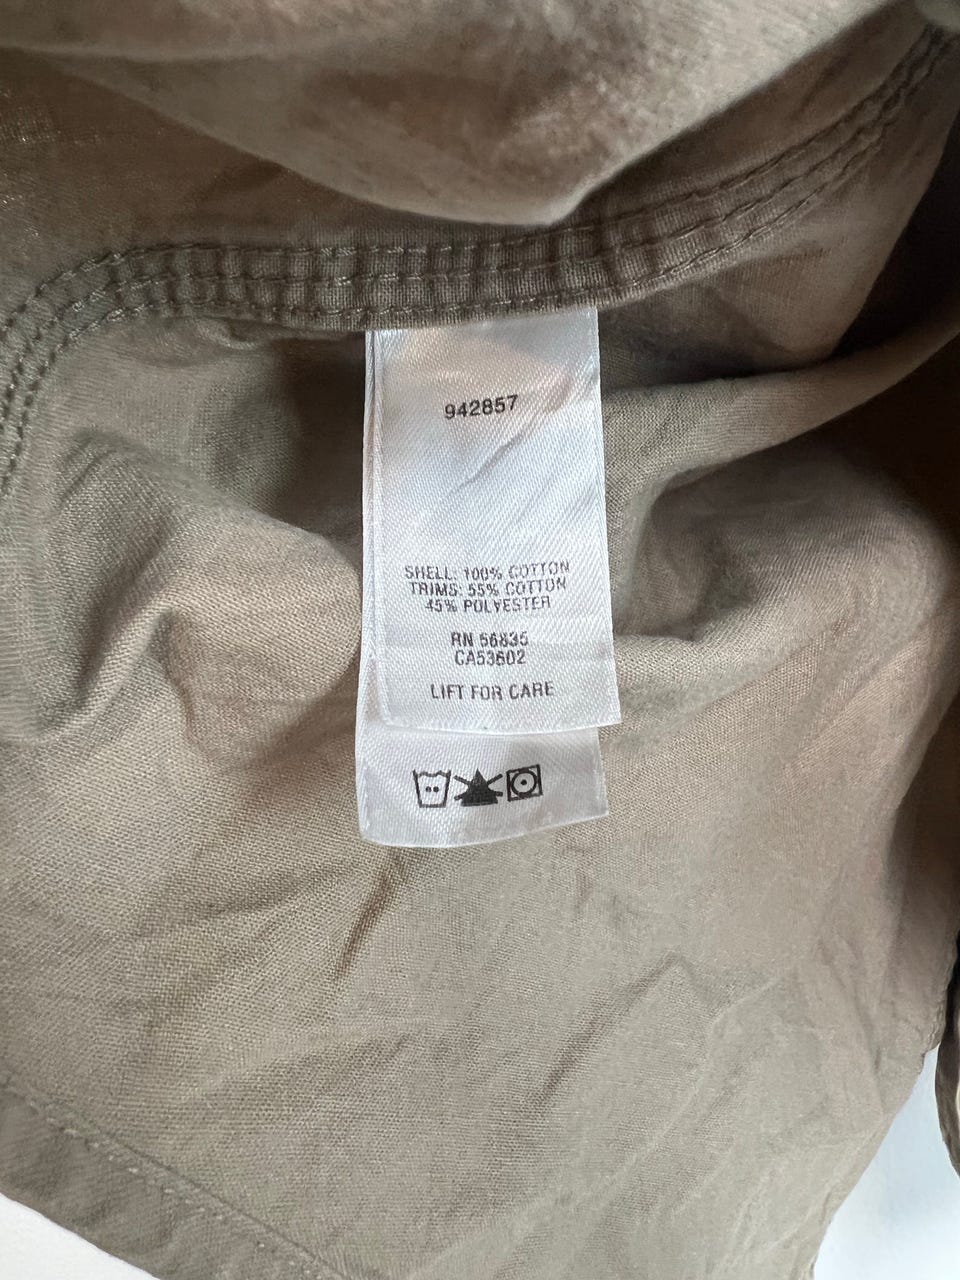 942857
SHELL: 100% COTTON
TRIMS: 55% COTTON
45% POLYESTER
RN 56835
CA53602
LIFT FOR CARE